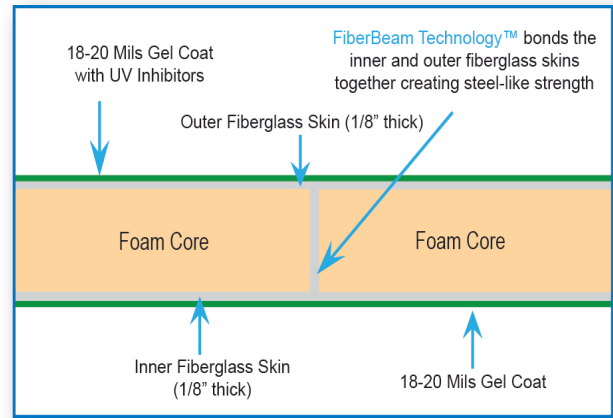 18-20 Mils Gel Coat
with UV Inhibitors
FiberBeam Technology™ bonds the
inner and outer fiberglass skins
together creating steel-like strength
Outer Fiberglass Skin (1/8” thick)
Foam Core
Foam Core
Inner Fiberglass Skin
(1/8” thick)
18-20 Mils Gel Coat